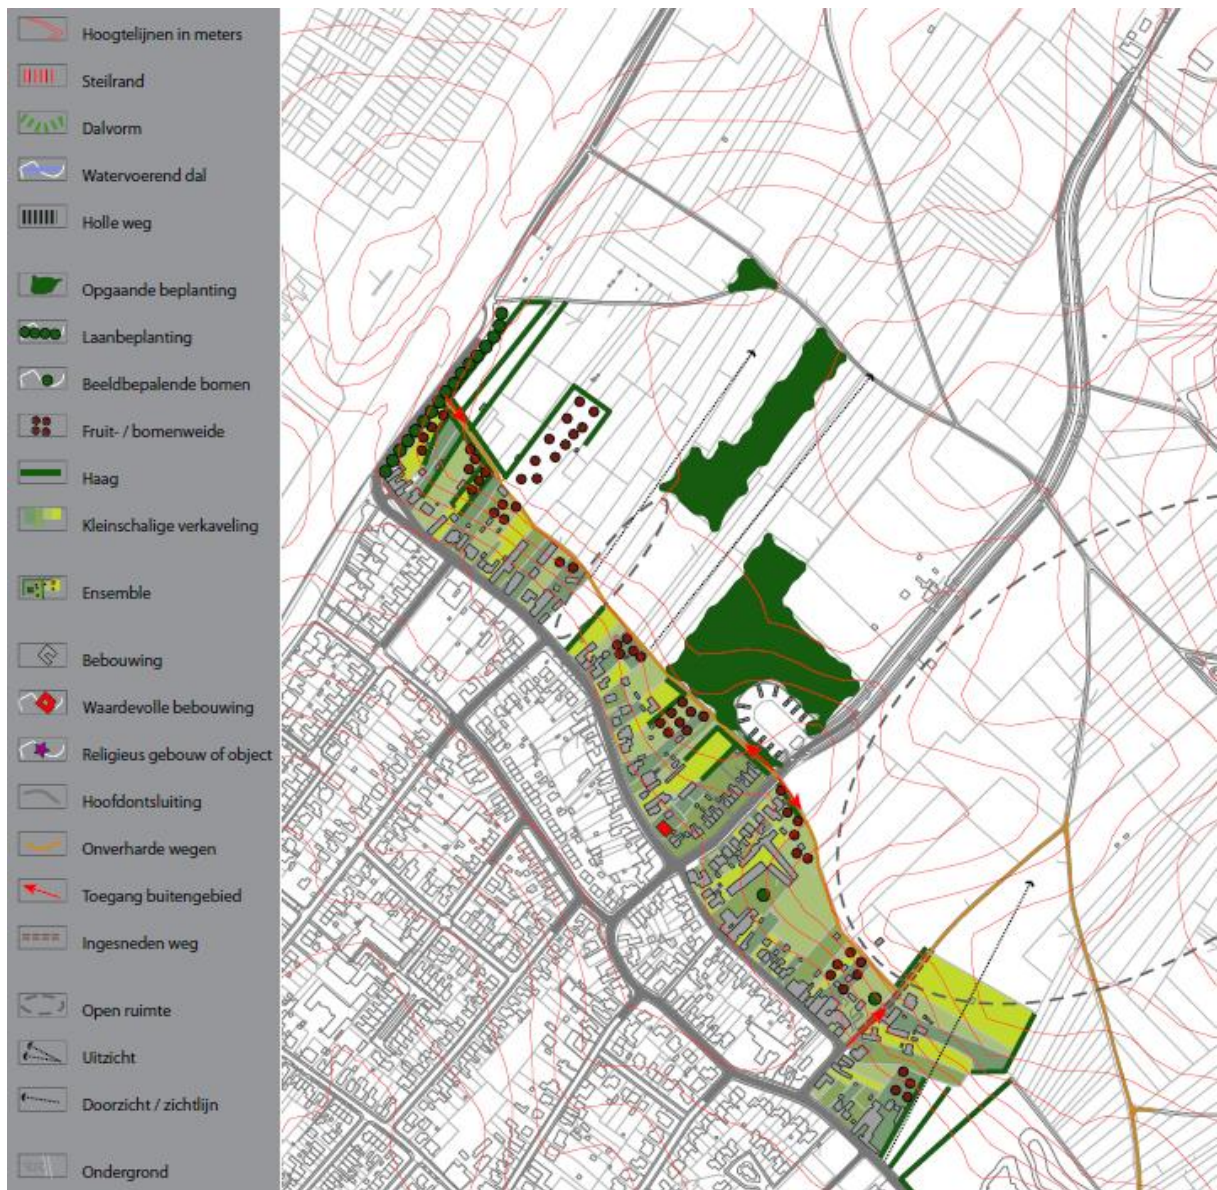 Hoogtelijnen in meters
Steilrand
Dalvorm
Watervoerend dal
Holle weg
Opgaande beplanting
Laanbeplanting
Beeldbepalende bomen
Fruit- / bomenweide
Haag
Kleinschalige verkaveling
Ensemble
Bebouwing
Waardevolle bebouwing
Religieus gebouw of object
Hoofdontsluiting
Onverharde wegen
Toegang buitengebied
Ingesneden weg
Open ruimte
Uitzicht
Doorzicht / zichtlijn
Ondergrond